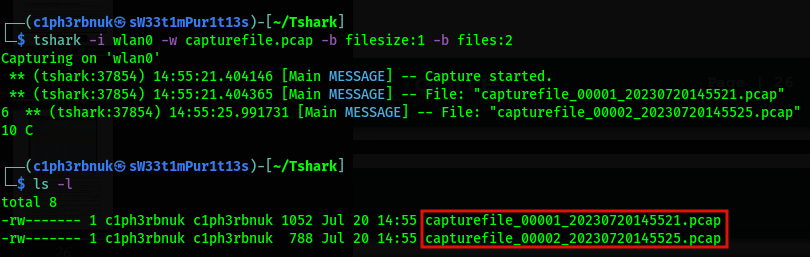 ┌──(c1ph3rbnuk㉿sW33t1mPur1t13s)-[~/Tshark]
└─$ tshark -i wlan0 -w capturefile.pcap -b filesize:1 -b files:2
Capturing on 'wlan0'
 ** (tshark:37854) 14:55:21.404146 [Main MESSAGE] -- Capture started.
 ** (tshark:37854) 14:55:21.404365 [Main MESSAGE] -- File: "capturefile_00001_20230720145521.pcap"
6  ** (tshark:37854) 14:55:25.991731 [Main MESSAGE] -- File: "capturefile_00002_20230720145525.pcap"
10 C
┌──(c1ph3rbnuk㉿sW33t1mPur1t13s)-[~/Tshark]
└─$ ls -l
total 8
-rw------- 1 c1ph3rbnuk c1ph3rbnuk 1052 Jul 20 14:55 capturefile_00001_20230720145521.pcap
-rw------- 1 c1ph3rbnuk c1ph3rbnuk  788 Jul 20 14:55 capturefile_00002_20230720145525.pcap